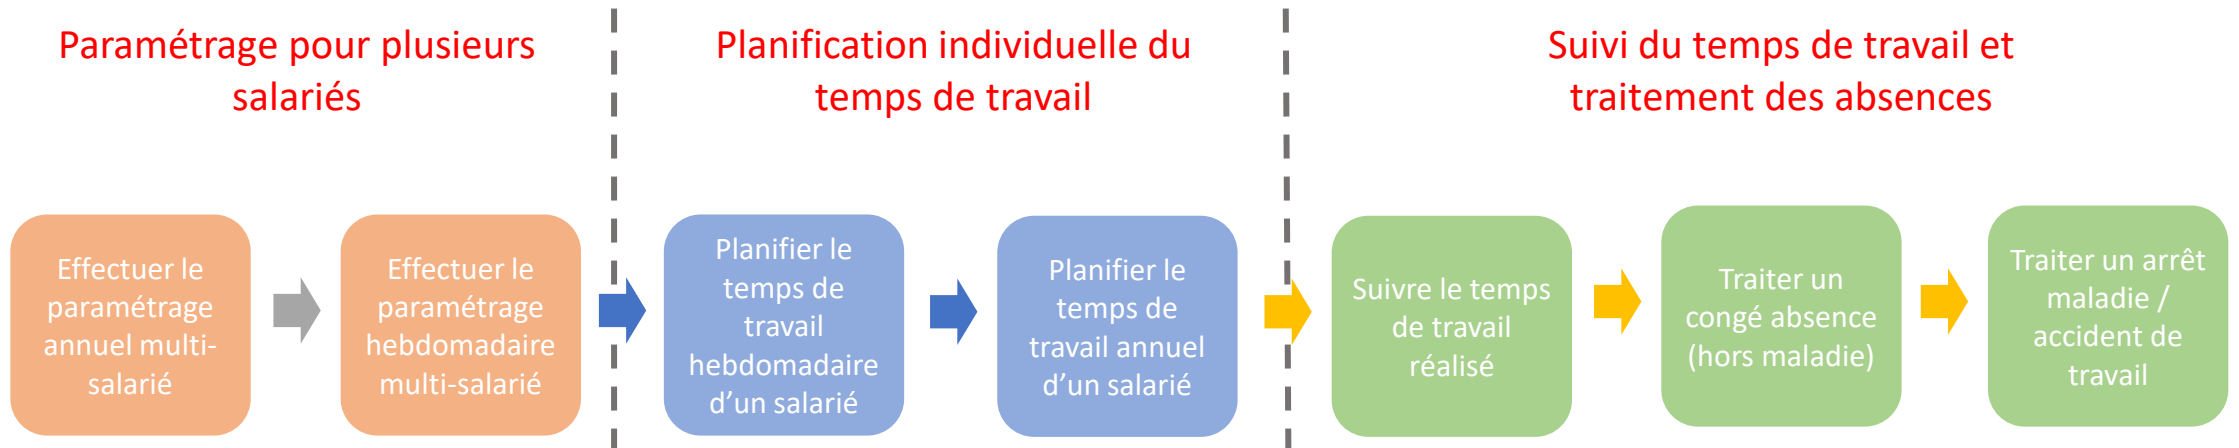 Paramétrage pour plusieurs
salariés
Planification individuelle du
temps de travail
Suivi du temps de travail et
traitement des absences
Effectuer le
paramétrage
annuel multi-
salarié
Effectuer le
paramétrage
hebdomadaire
multi-salarié
Planifier le
temps de
travail
hebdomadaire
d’un salarié
Planifier le
temps de
travail annuel
d’un salarié
Suivre le temps
de travail
réalisé
Traiter un
congé absence
(hors maladie)
Traiter un arrêt
maladie /
accident de
travail